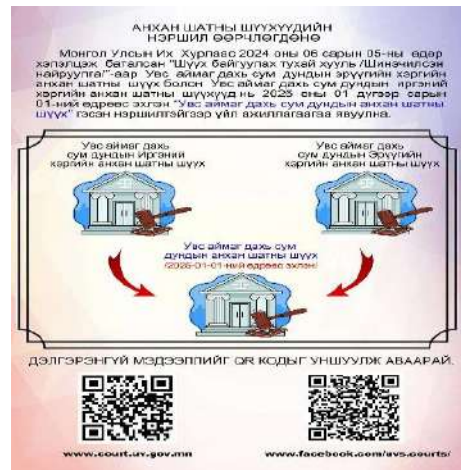 АНХАН ШАТНЫ ШҮҮХҮҮДИЙН
НЭРШИЛ ӨӨРЧЛӨГДӨНӨ
Монгол Улсын Их Хурлаас 2024 оны 06 сарын 05-ны өдөр
хэлэлцэж баталсан "Шүүх байгуулах тухай хууль /Шинэчилсэн
найруулга/"-аар Увс аймаг дахь сум дундын эрүүгийн хэргийн
анхан шатны шүүх болон Увс аймаг дахь сум дундын иргэний
хэргийн анхан шатны шүүхүүд нь 2025 оны 01 дүгээр сарын
01-ний өдрөөс эхлэн "Увс аймаг дахь сум дундын анхан шатны
шүүх" гэсэн нэршилтэйгээр үйл ажиллагаагаа явуулна.
Увс аймаг дахь
сум дундын Иргэний
хэргийн анхан шатны шүүх
Увс аймаг дахь
сум дундын Эрүүгийн
хэргийн анхан шатны шүүх
Увс аймаг дахь сум
дундын анхан шатны шүүх
/2025-01-01-ний өдрөөс эхлэн/
ДЭЛГЭРЭНГҮЙ МЭДЭЭЛЛИЙГ QR КОДЫГ УНШУУЛЖ АВААРАЙ.
www.court.uv.gov.mn
www.facebook.com/uvs.courts/